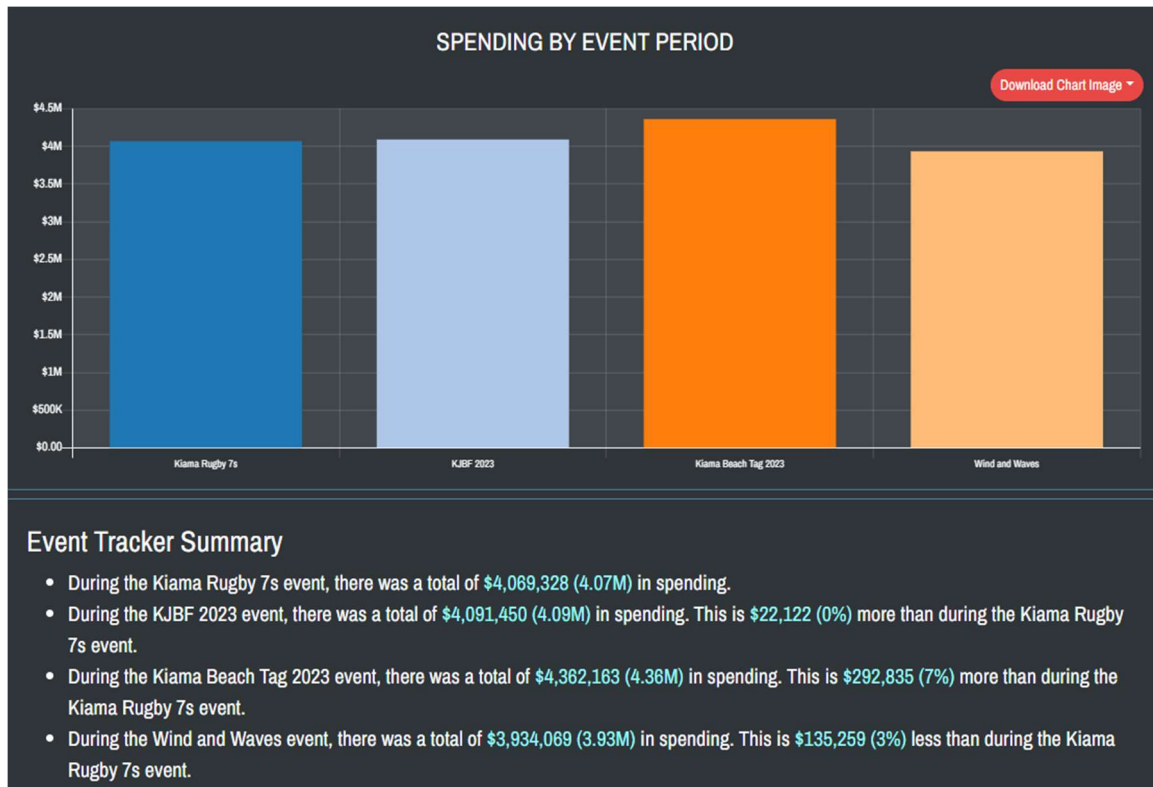 SPENDING BY EVENT PERIOD
Download Chart Image
$4.5M
$4M
$3.5M
$3M
$2.5M
$2M
$1.5M
$1M
$500K
$0.00
Kiama Rugby 7s
KJBF 2023
Kiama Beach Tag 2023
Wind and Waves
Event Tracker Summary
• During the Kiama Rugby 7s event, there was a total of $4,069,328 (4.07M) in spending.
• During the KJBF 2023 event, there was a total of $4,091,450 (4.09M) in spending. This is $22,122 (0%) more than during the Kiama Rugby
7s event.
• During the Kiama Beach Tag 2023 event, there was a total of $4,362,163 (4.36M) in spending. This is $292,835 (7%) more than during the
Kiama Rugby 7s event.
• During the Wind and Waves event, there was a total of $3,934,069 (3.93M) in spending. This is $135,259 (3%) less than during the Kiama
Rugby 7s event.